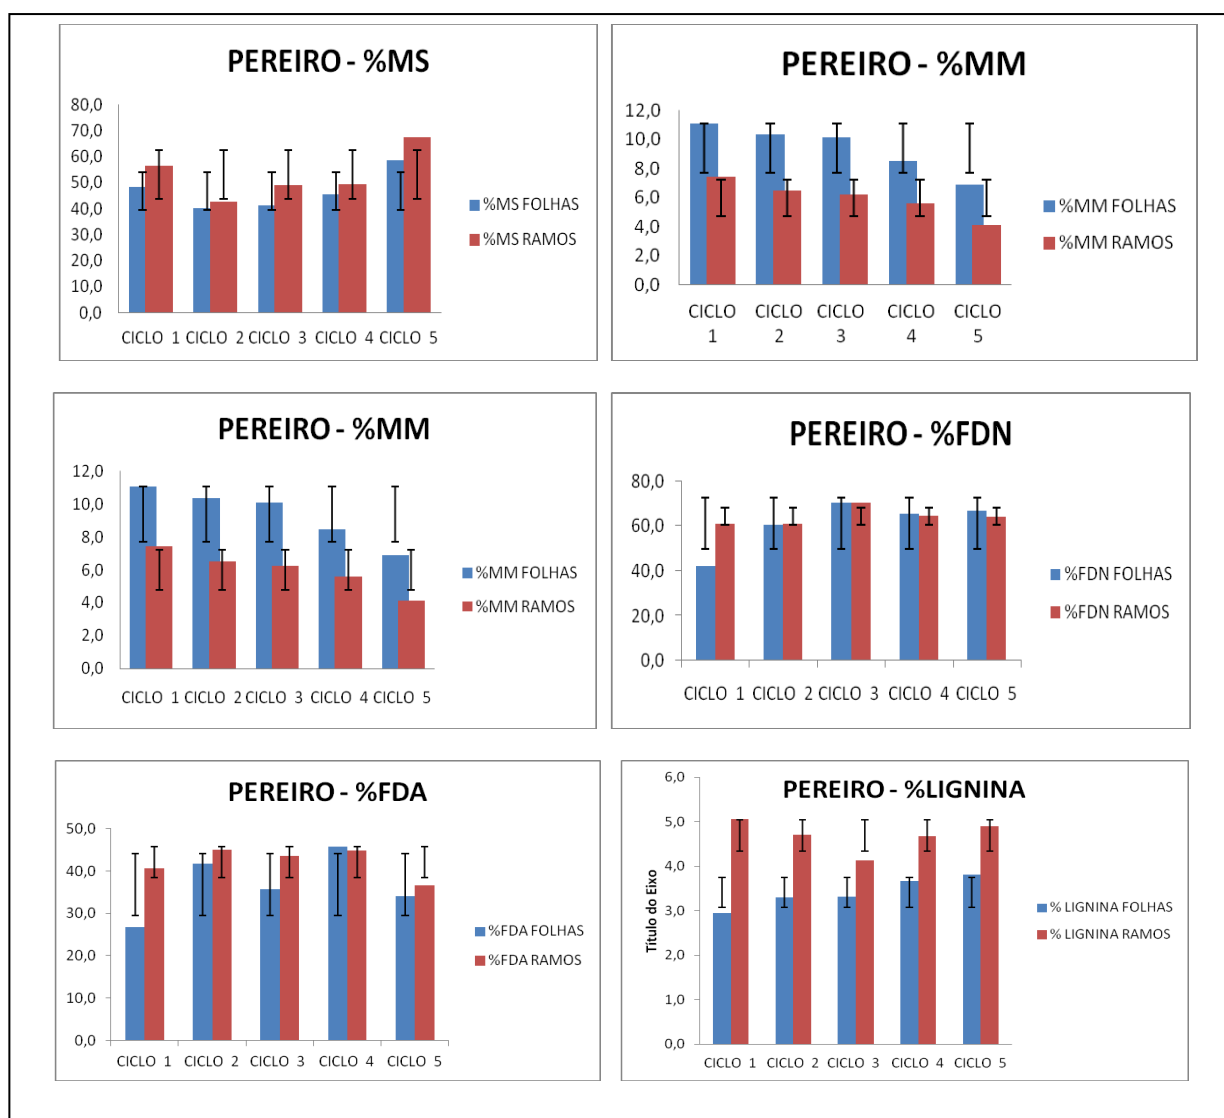 PEREIRO - %MS
80,0
70,0
60,0
50,0
40,0
30,0
20,0
10,0
0,0
CICLO 1 CICLO 2 CICLO 3 CICLO 4 CICLO 5
%MS FOLHAS
%MS RAMOS
PEREIRO - %MM
12,0
10,0
8,0
6,0
4,0
2,0
0,0
CICLO CICLO CICLO CICLO CICLO
1 2 3 4 5
%MM FOLHAS
%MM RAMOS
PEREIRO - %MM
12,0
10,0
8,0
6,0
4,0
2,0
0,0
CICLO 1 CICLO 2 CICLO 3 CICLO 4 CICLO 5
%MM FOLHAS
%MM RAMOS
PEREIRO - %FDN
80,0
60,0
40,0
20,0
0,0
CICLO 1 CICLO 2 CICLO 3 CICLO 4 CICLO 5
%FDN FOLHAS
%FDN RAMOS
PEREIRO - %FDA
50,0
40,0
30,0
20,0
10,0
0,0
CICLO 1 CICLO 2 CICLO 3 CICLO 4 CICLO 5
%FDA FOLHAS
%FDA RAMOS
PEREIRO - %LIGNINA
Título do Eixo
6,0
5,0
4,0
3,0
2,0
1,0
0,0
CICLO 1 CICLO 2 CICLO 3 CICLO 4 CICLO 5
% LIGNINA FOLHAS
% LIGNINA RAMOS